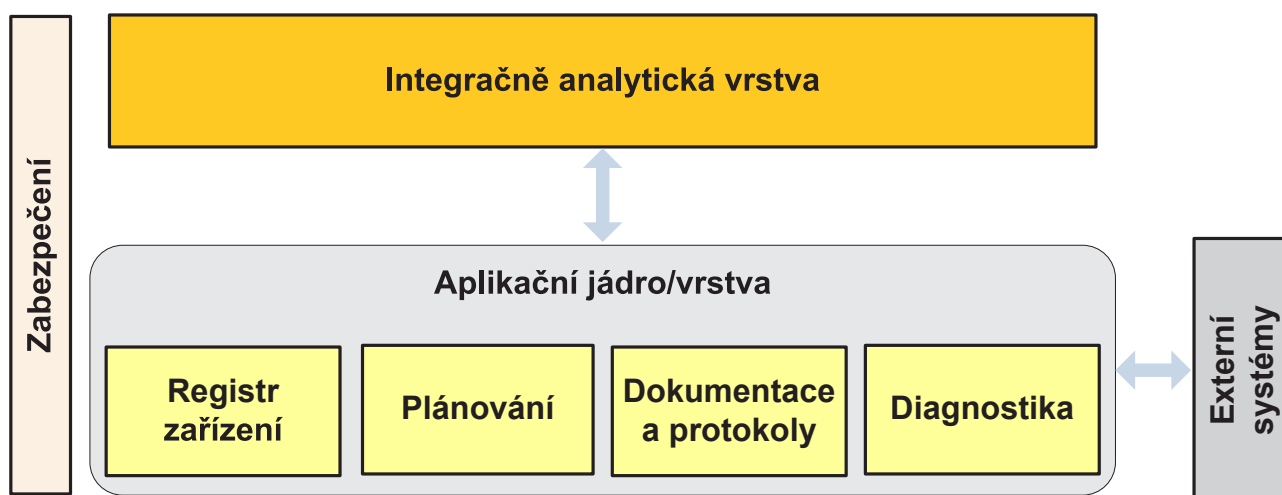 Zabezpečení
Integračně analytická vrstva
Aplikační jádro/vrstva
Registr
zařízení
Plánování
Dokumentace
a protokoly
Diagnostika
Externí
systémy